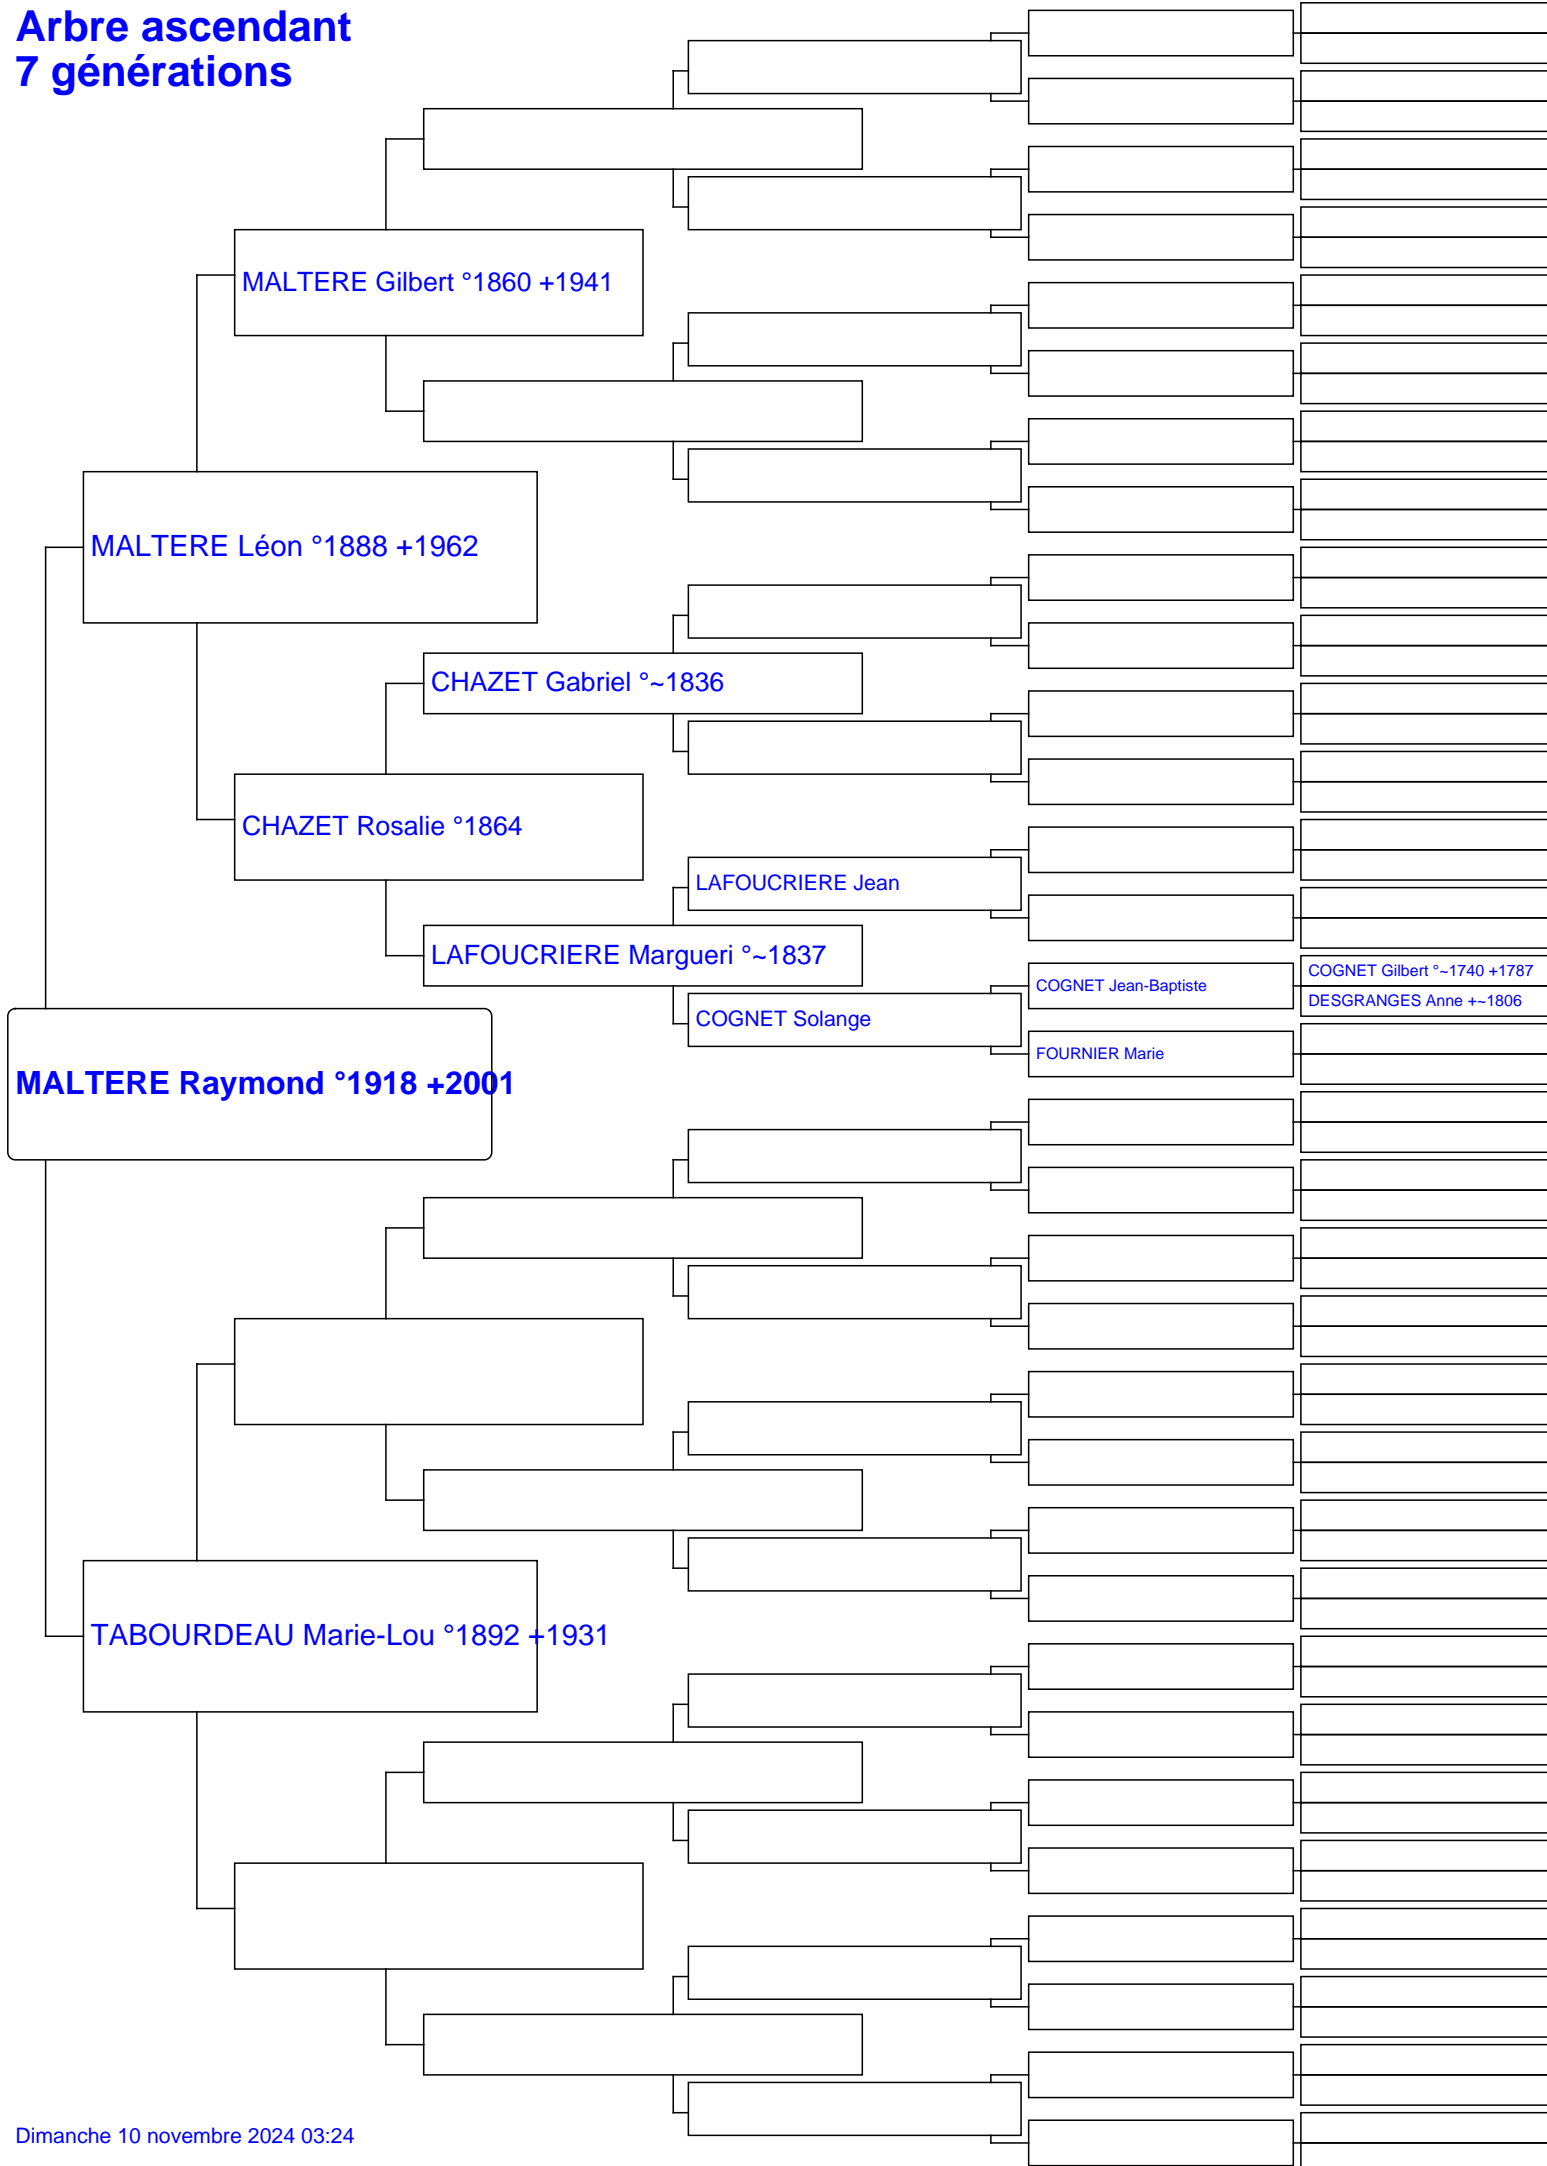 Arbre ascendant
7 générations
MALTERE Gilbert °1860 +1941
MALTERE Léon °1888 +1962
CHAZET Gabriel °~1836
CHAZET Rosalie °1864
LAFOUCRIERE Jean
LAFOUCRIERE Margueri °~1837
COGNET Gilbert °~1740 +1787
COGNET Jean-Baptiste
DESGRANGES Anne +~1806
COGNET Solange
FOURNIER Marie
MALTERE Raymond °1918 +2001
TABOURDEAU Marie-Lou °1892 +1931
Dimanche 10 novembre 2024 03:24